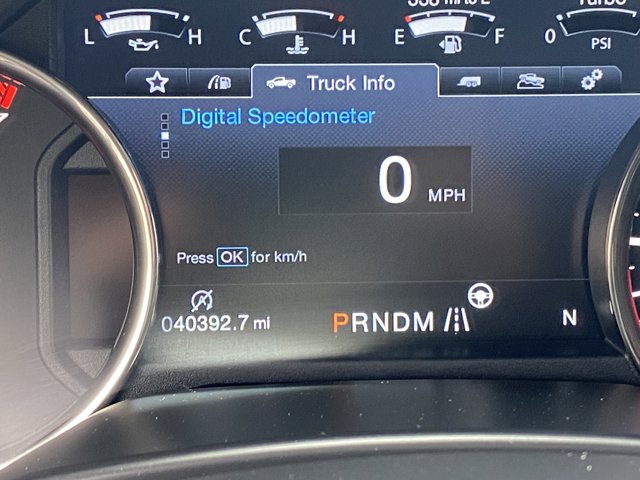 L H C H E F 0 PSI
Truck Info
Digital Speedometer
0 MPH
Press OK for km/h
040392.7 mi PRNDM N